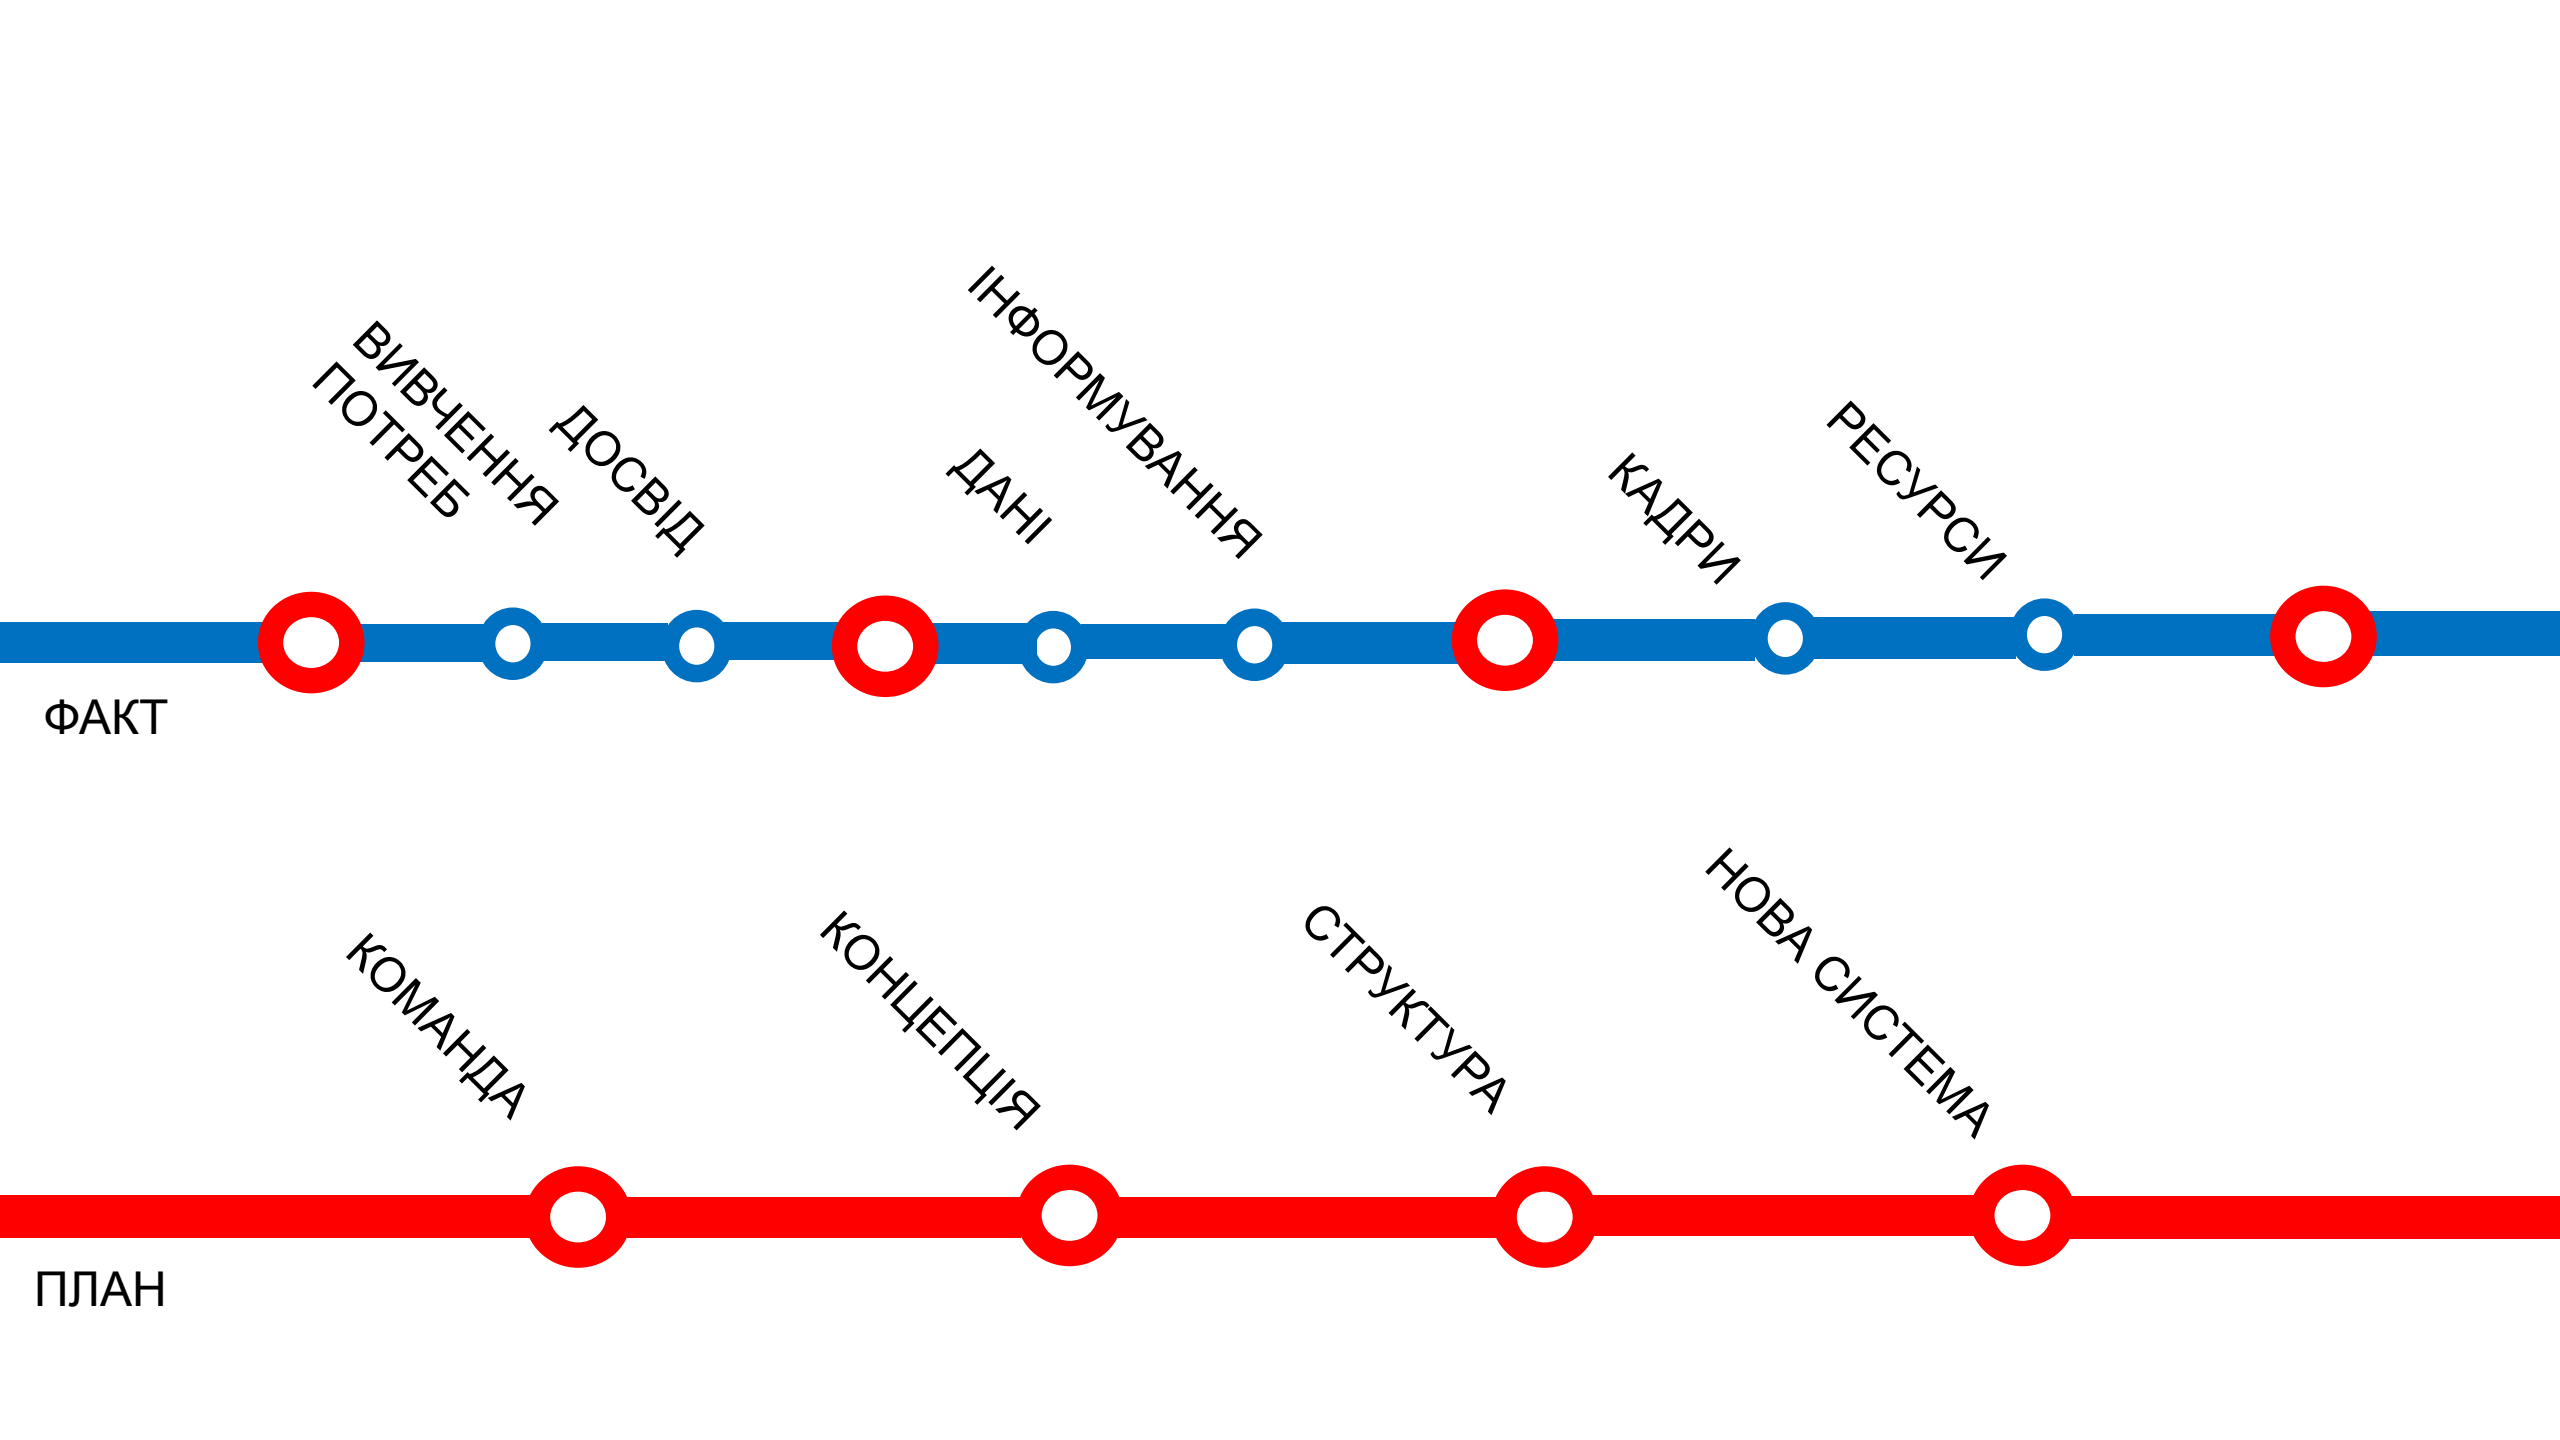 ВИВЧЕННЯ
ПОТРЕБ
ДОСВІД
ДАНІ
ІНФОРМУВАННЯ
КАДРИ
РЕСУРСИ
ФАКТ
КОМАНДА
КОНЦЕПЦІЯ
СТРУКТУРА
НОВА СИСТЕМА
ПЛАН